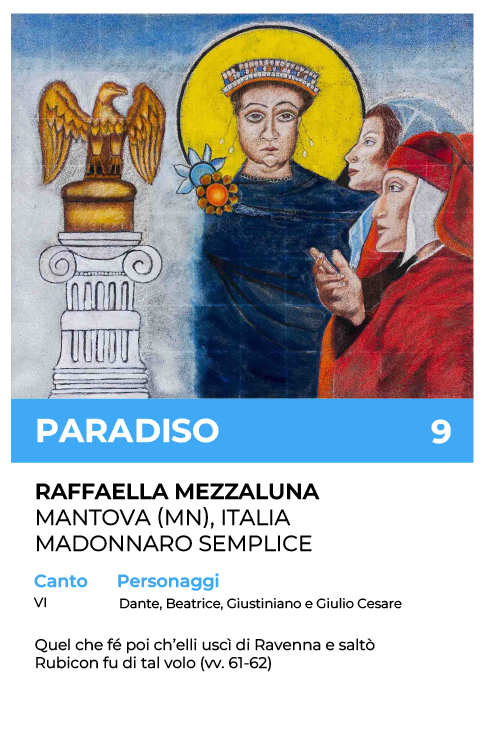 PARADISO 9
RAFFAELLA MEZZALUNA
MANTOVA (MN), ITALIA
MADONNARO SEMPLICE
Canto Personaggi
VI Dante, Beatrice, Giustiniano e Giulio Cesare
Quel che fé poi ch'elli uscì di Ravenna e saltò
Rubicon fu di tal volo (vv. 61-62)